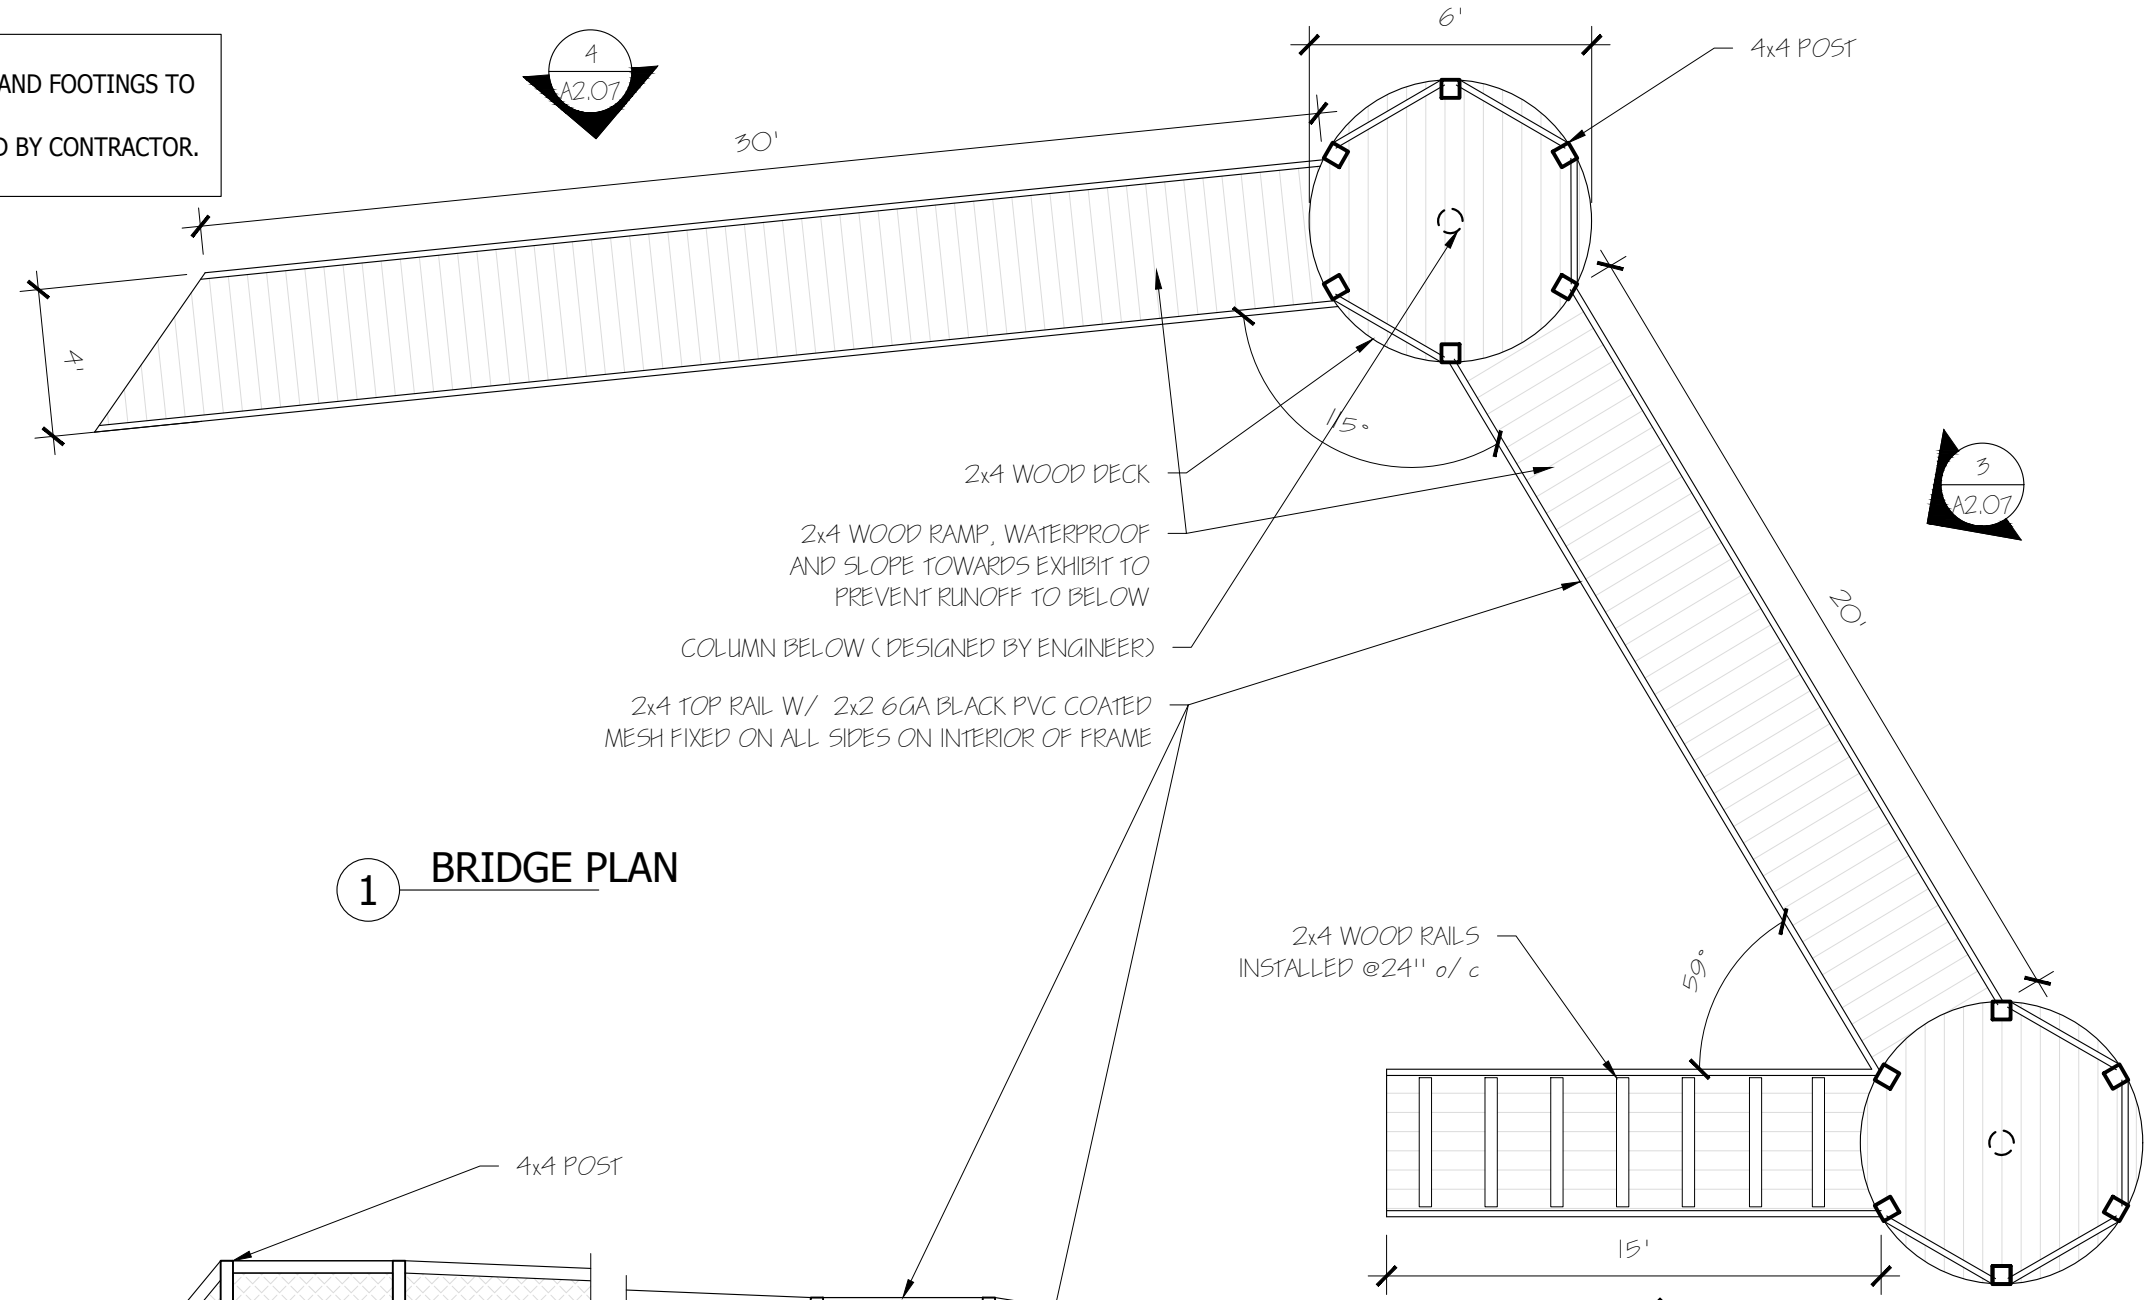 AND FOOTINGS TO
BY CONTRACTOR.
4
A2.07
6'
4x4 POST
30'
4'
115°
3
A2.07
2x4 WOOD DECK
2x4 WOOD RAMP, WATERPROOF
AND SLOPE TOWARDS EXHIBIT TO
PREVENT RUNOFF TO BELOW
20'
COLUMN BELOW ( DESIGNED BY ENGINEER)
2x4 TOP RAIL W/ 2x2 6GA BLACK PVC COATED
MESH FIXED ON ALL SIDES ON INTERIOR OF FRAME
1 BRIDGE PLAN
2x4 WOOD RAILS
INSTALLED @24" o/ c
59°
4x4 POST
15'